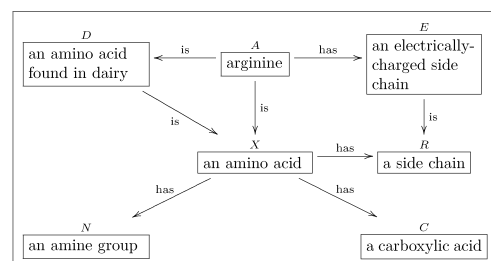 D
A
E
an amino acid
found in dairy
is
arginine
has
an electrically-
charged side
chain
is
is
is
X
R
an amino acid
has
a side chain
has
has
N
C
an amine group
a carboxylic acid